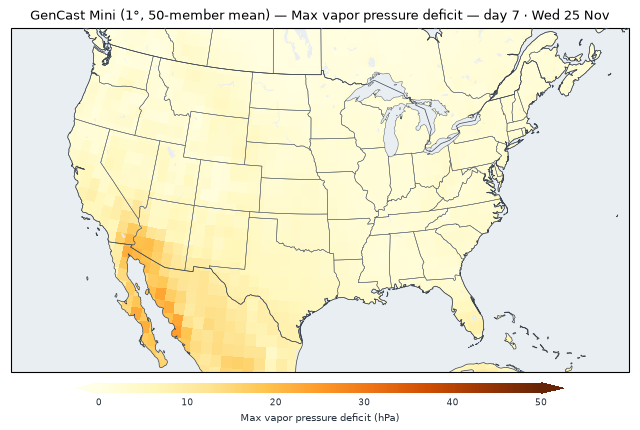 GenCast Mini (1°, 50-member mean) — Max vapor pressure deficit — day 7 · Wed 25 Nov
0 10 20 30 40 50
Max vapor pressure deficit (hPa)